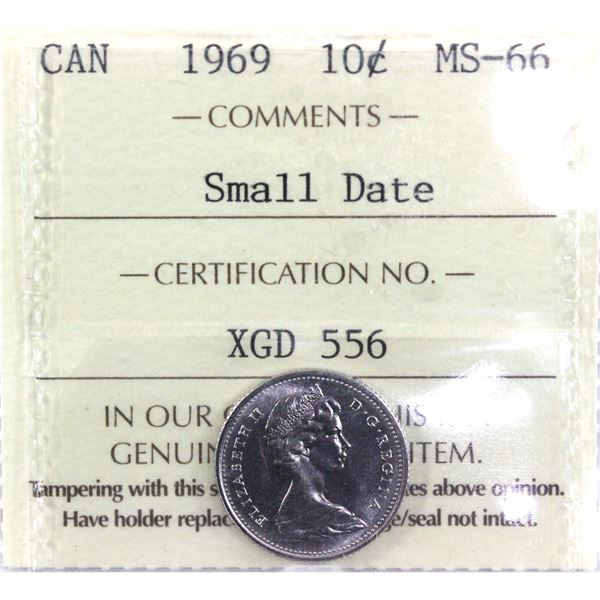 CAN 1969 10¢ MS-66
— COMMENTS —
Small Date
— CERTIFICATION NO. —
XGD 556
IN OUR
GENUIN ITEM.
Tampering with this above opinion.
Have holder replac /seal not intact.
ELIZABETH II D·G·REGINA